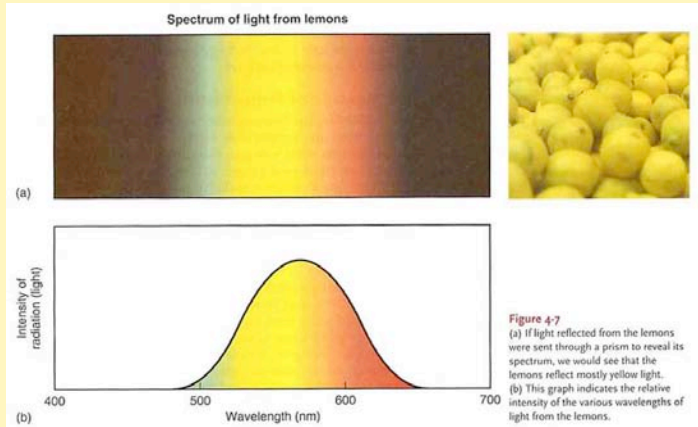 Spectrum of light from lemons
(a)
Intensity of
radiation (light)
(b)
400
500
600
700
Wavelength (nm)
Figure 4-7
(a) If light reflected from the lemons
were sent through a prism to reveal its
spectrum, we would see that the
lemons reflect mostly yellow light.
(b) This graph indicates the relative
intensity of the various wavelengths of
light from the lemons.